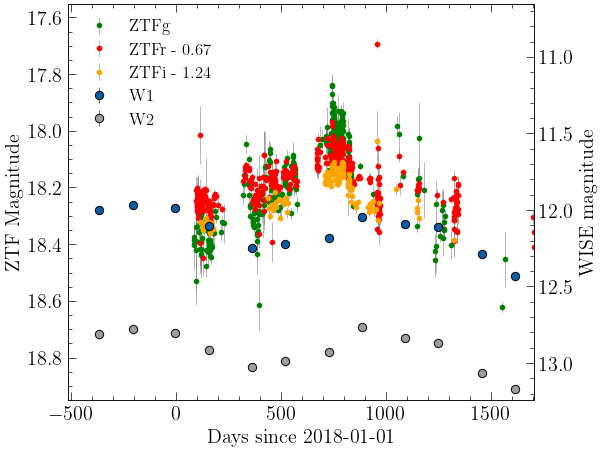 ZTFg
ZTFr - 0.67
ZTFi - 1.24
W1
W2
17.6
17.8
18.0
18.2
18.4
18.6
18.8
ZTF Magnitude
11.0
11.5
12.0
12.5
13.0
WISE magnitude
−500
0
500
1000
1500
Days since 2018-01-01